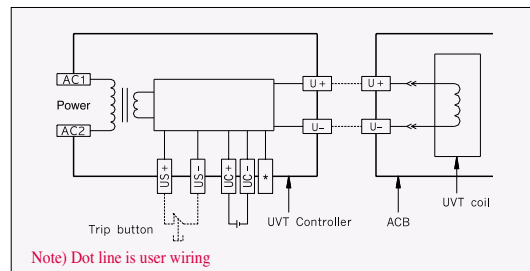 AC1
Power
AC2
U+
U-
U+
U-
US+
US-
UC+
UC-
*
Trip button
UVT Controller
ACB
UVT coil
Note) Dot line is user wiring